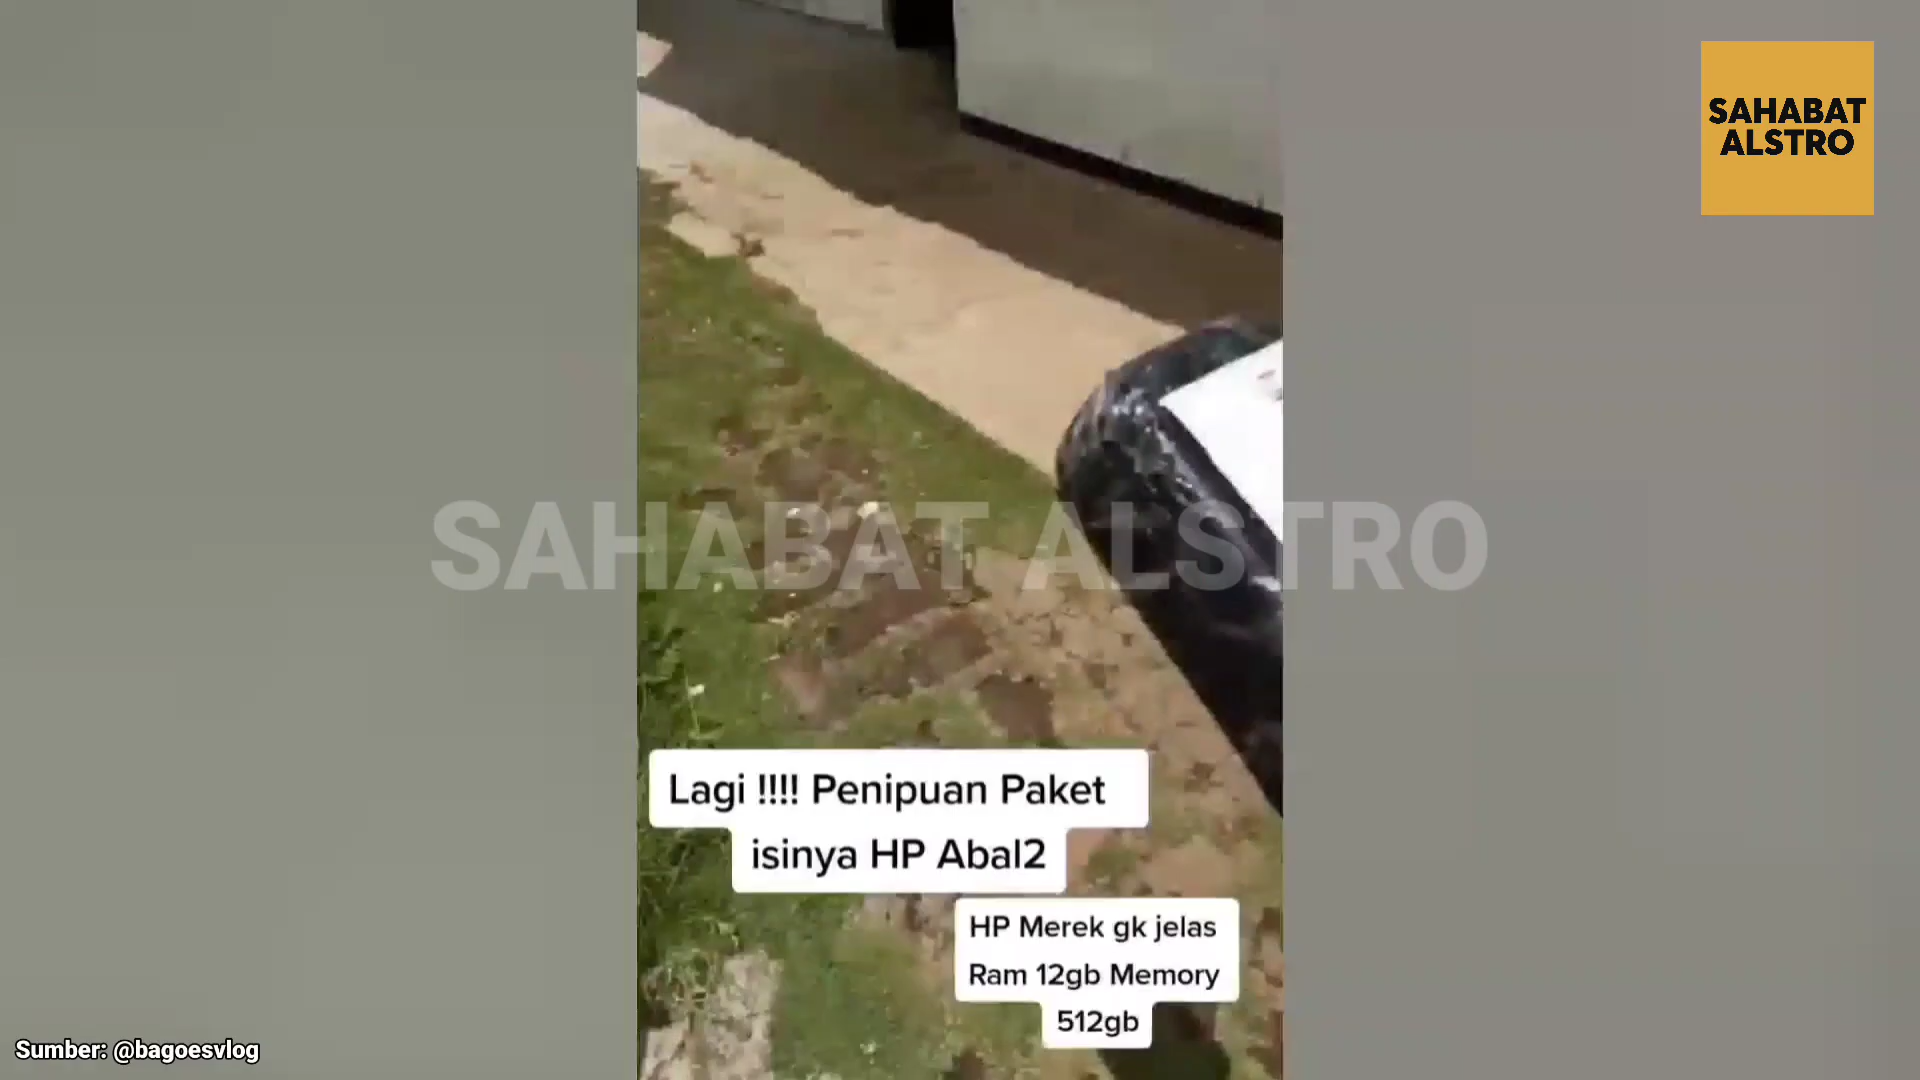 SAHABAT
ALSTRO
SAHABAT ALSTRO
Lagi !!!! Penipuan Paket
isinya HP Abal2
HP Merek gk jelas
Ram 12gb Memory
512gb
Sumber: @bagoesvlog